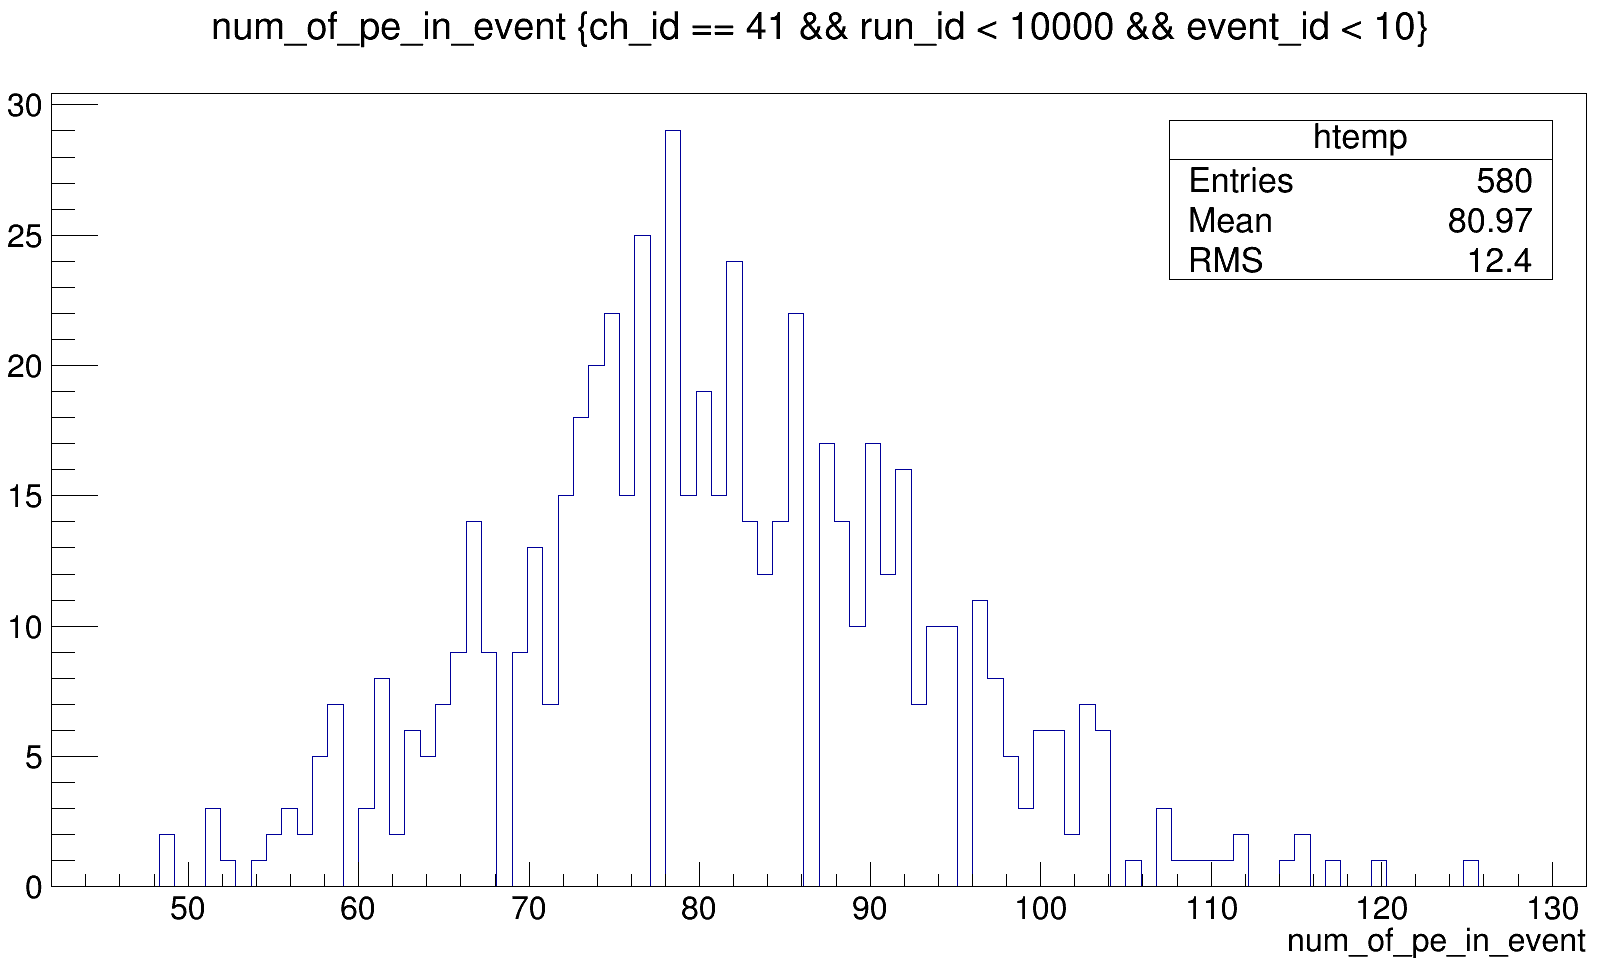 num_of_pe_in_event {ch_id == 41 && run_id < 10000 && event_id < 10}
htemp
Entries 580
Mean 80.97
RMS 12.4
30
25
20
15
10
5
0
50 60 70 80 90 100 110 120 130
num_of_pe_in_event